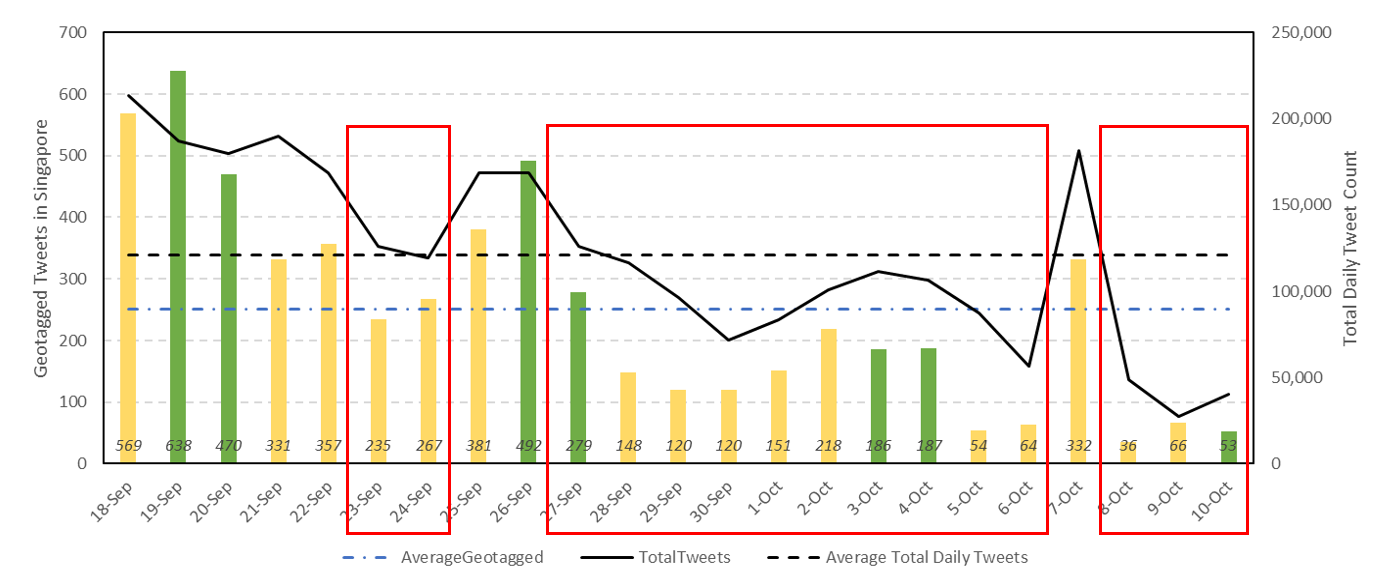 Geotagged Tweets in Singapore
700
600
500
400
300
200
100
0
569 638 470 331 357 235 267 381 492 279 148 120 120 151 218 186 187 54 64 332 36 66 53
18-Sep 19-Sep 20-Sep 21-Sep 22-Sep 23-Sep 24-Sep 25-Sep 26-Sep 27-Sep 28-Sep 29-Sep 30-Sep 1-Oct 2-Oct 3-Oct 4-Oct 5-Oct 6-Oct 7-Oct 8-Oct 9-Oct 10-Oct
250,000
200,000
150,000
100,000
50,000
0
Total Daily Tweet Count
AverageGeotagged TotalTweets Average Total Daily Tweets